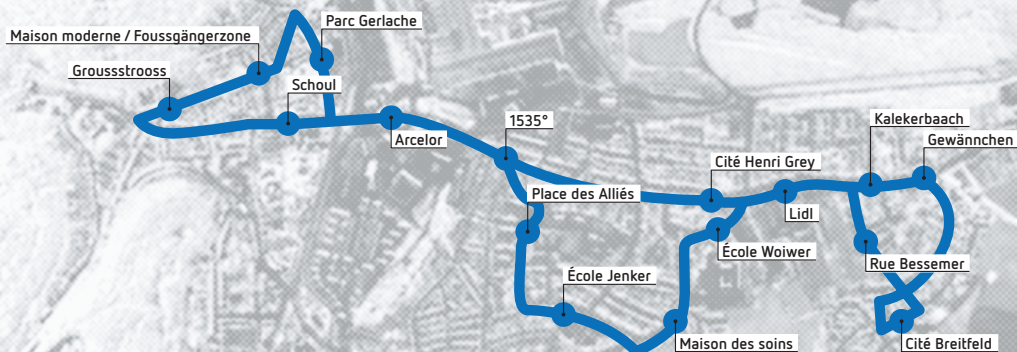 Parc Gerlache
Maison moderne / Foussgängerzone
Groussstrooss
Schoul
Arcelor
1535°
Kalekerbaach
Gewännchen
Cité Henri Grey
Place des Alliés
Lidl
École Woiwer
Rue Bessemer
École Jenker
Maison des soins
Cité Breitfeld